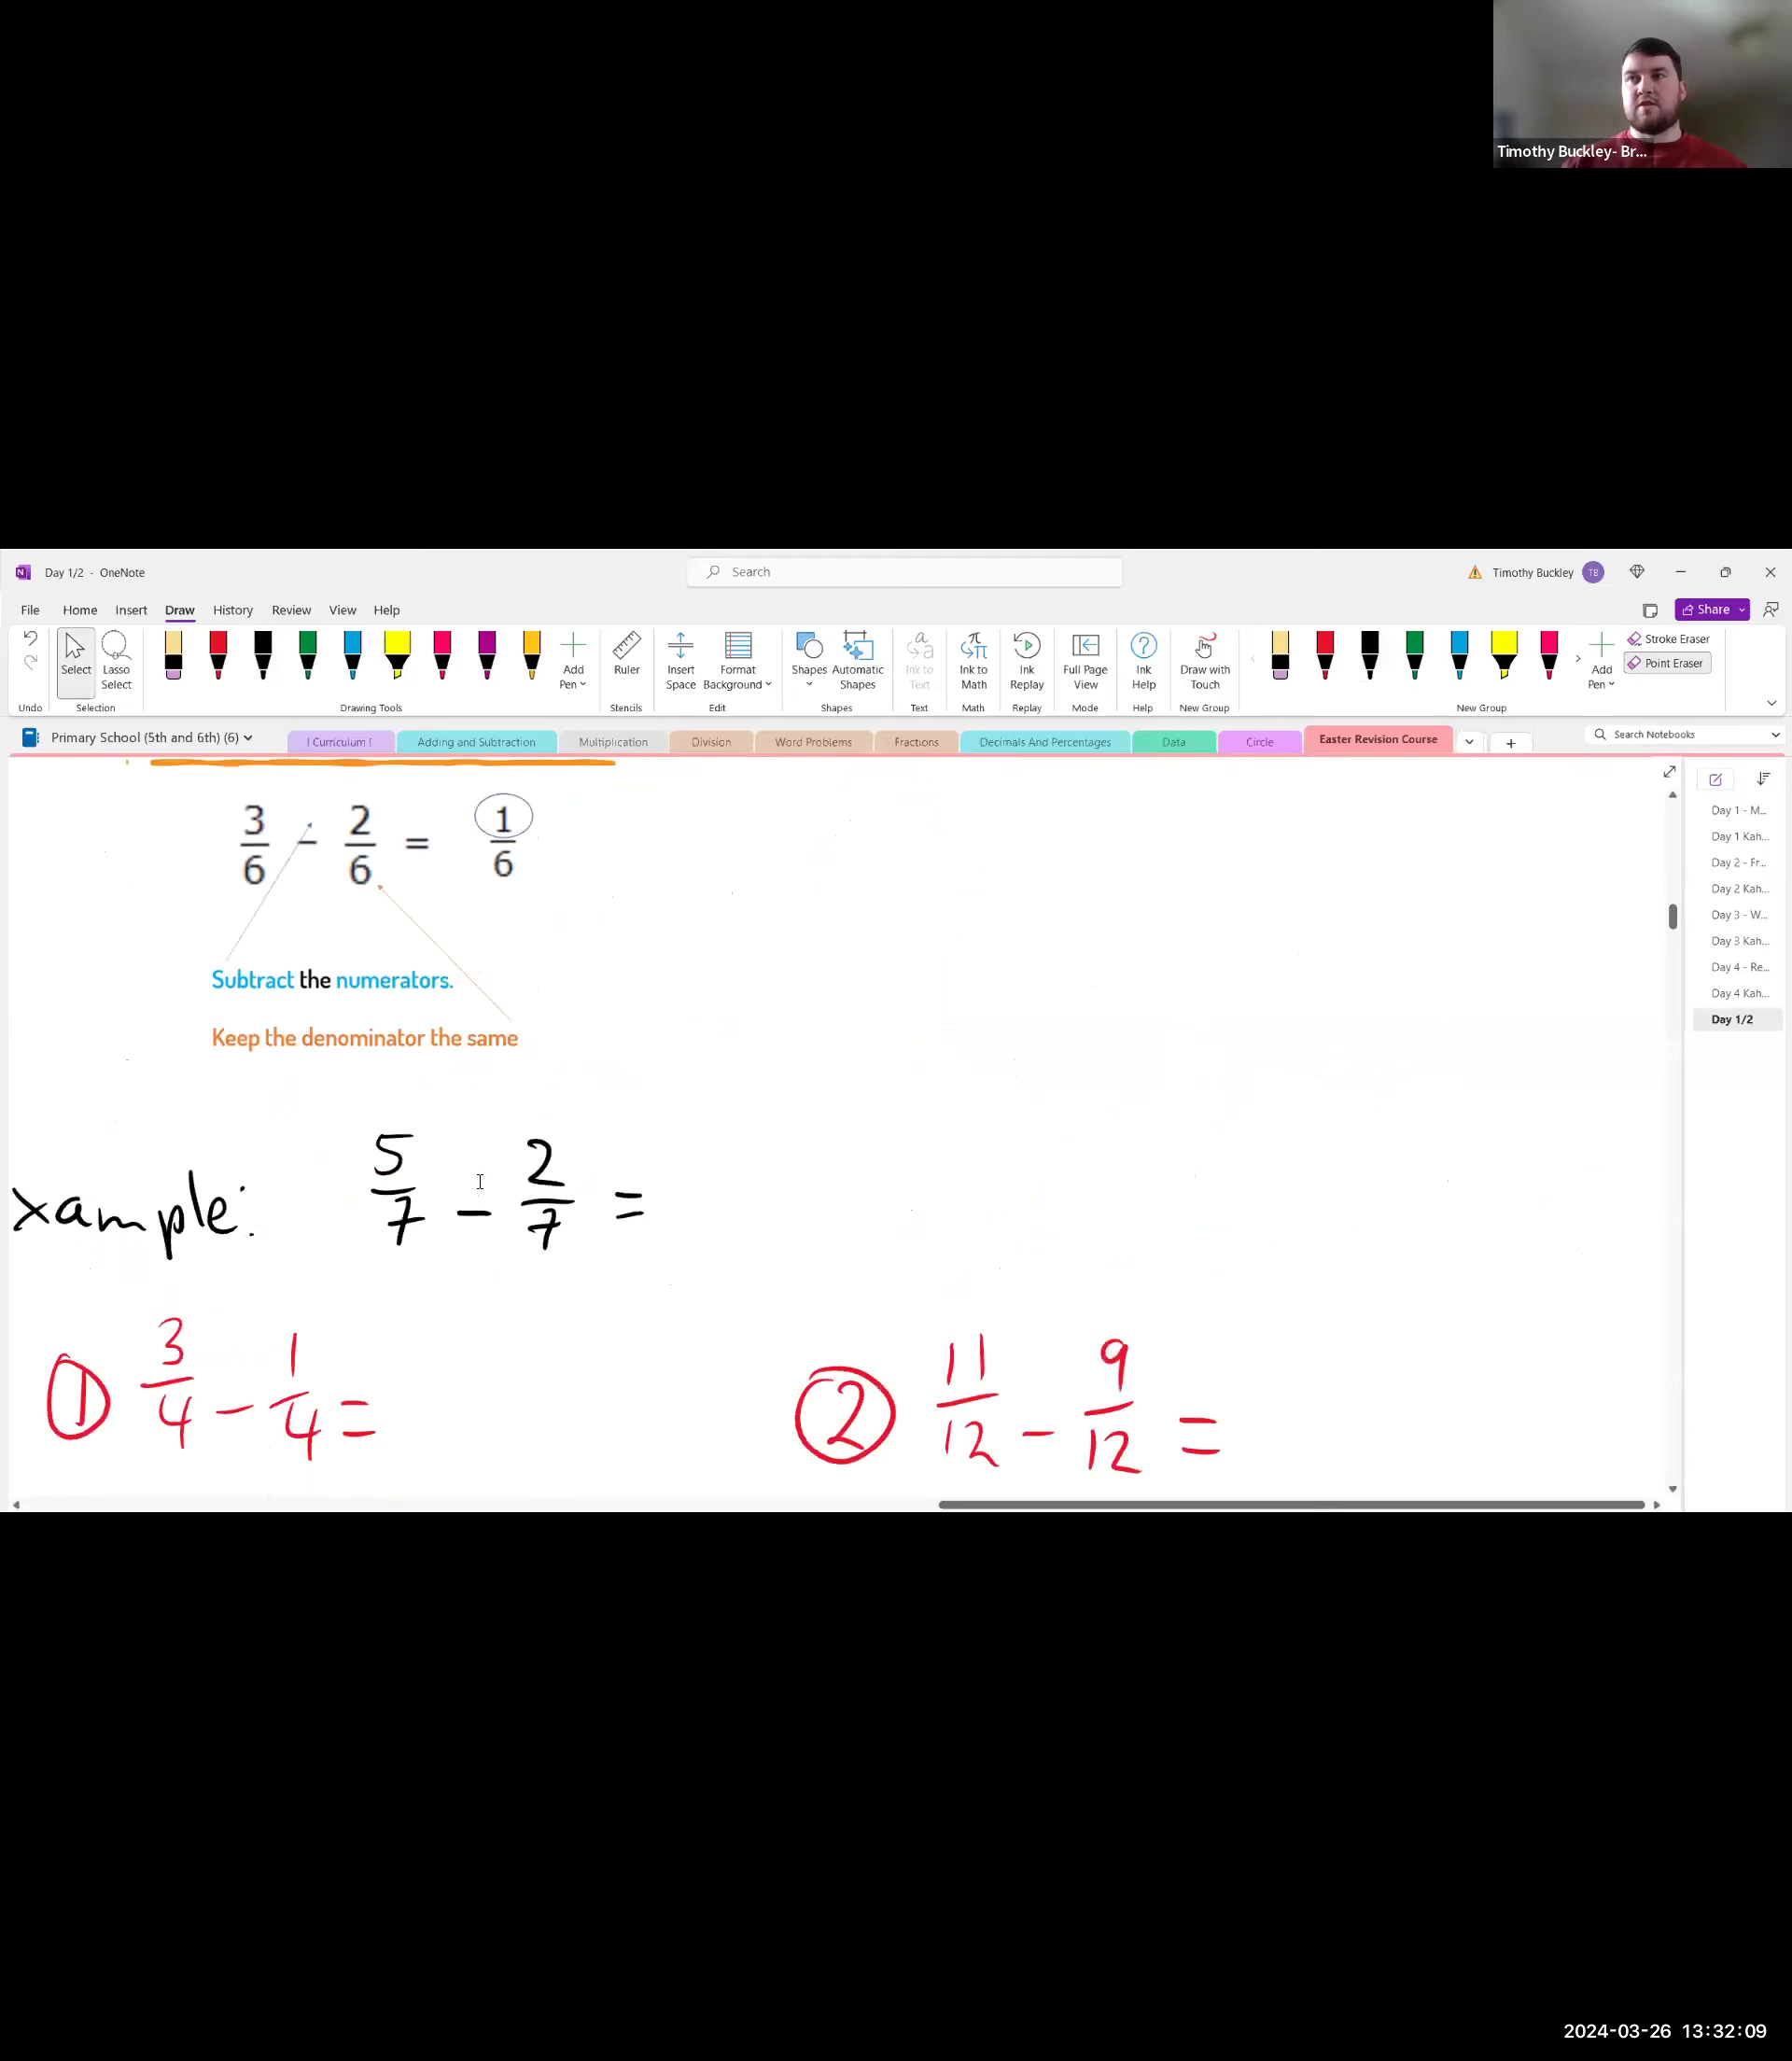 Timothy Buckley- Br...
Day 1/2 - OneNote
Search
Timothy Buckley TB
File Home Insert Draw History Review View Help
Share
Select
Lasso Select
Add Pen
Ruler
Insert Space
Format Background
Shapes
Automatic Shapes
Ink to Text
Ink to Math
Ink Replay
Full Page View
Ink Help
Draw with Touch
Add Pen
Stroke Eraser
Point Eraser
Undo Selection Drawing Tools Stencils Edit Shapes Text Math Replay Mode Help New Group New Group
Primary School (5th and 6th) (6) ! Curriculum ! Adding and Subtraction Multiplication Division Word Problems Fractions Decimals And Percentages Data Circle Easter Revision Course Search Notebooks
Day 1 - M...
Day 1 Kah...
Day 2 - Fr...
Day 2 Kah...
Day 3 - W...
Day 3 Kah...
Day 4 - Re...
Day 4 Kah...
Day 1/2
3/6 - 2/6 = 1/6
Subtract the numerators.
Keep the denominator the same
xample: 5/7 - 2/7 =
① 3/4 - 1/4 =
② 11/12 - 9/12 =
2024-03-26 13:32:09